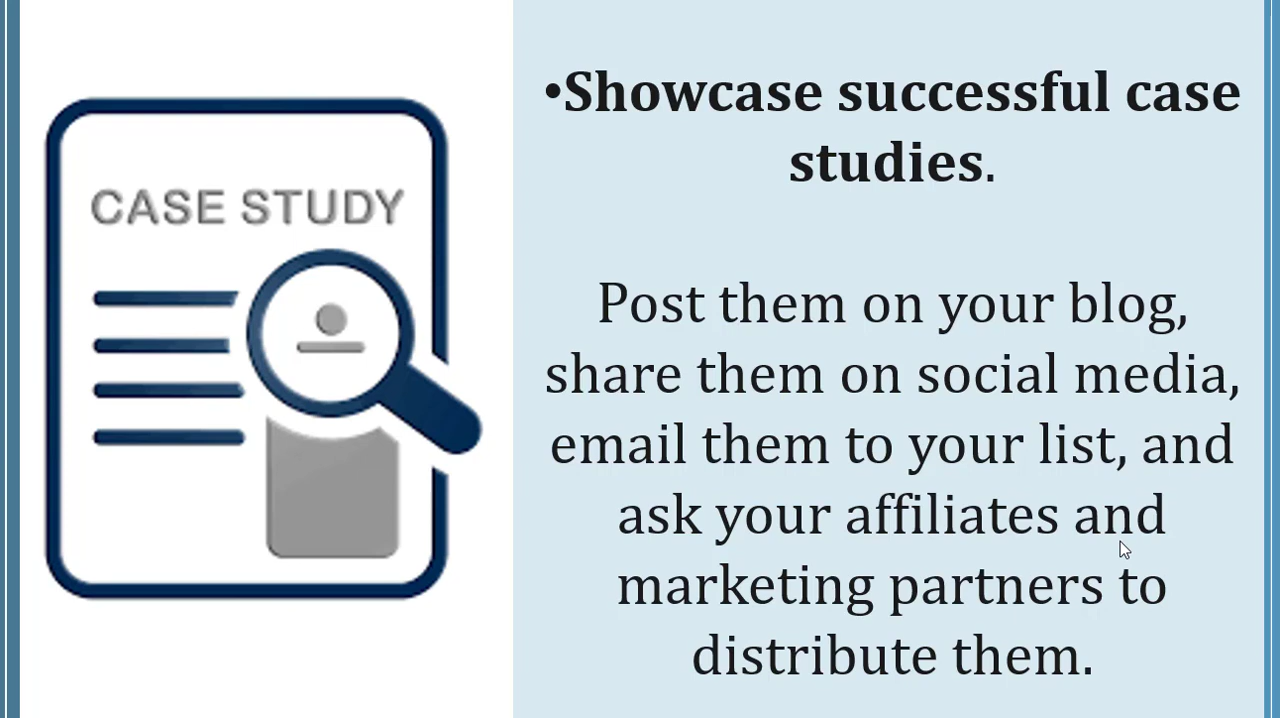 CASE STUDY
•Showcase successful case
studies.
Post them on your blog,
share them on social media,
email them to your list, and
ask your affiliates and
marketing partners to
distribute them.